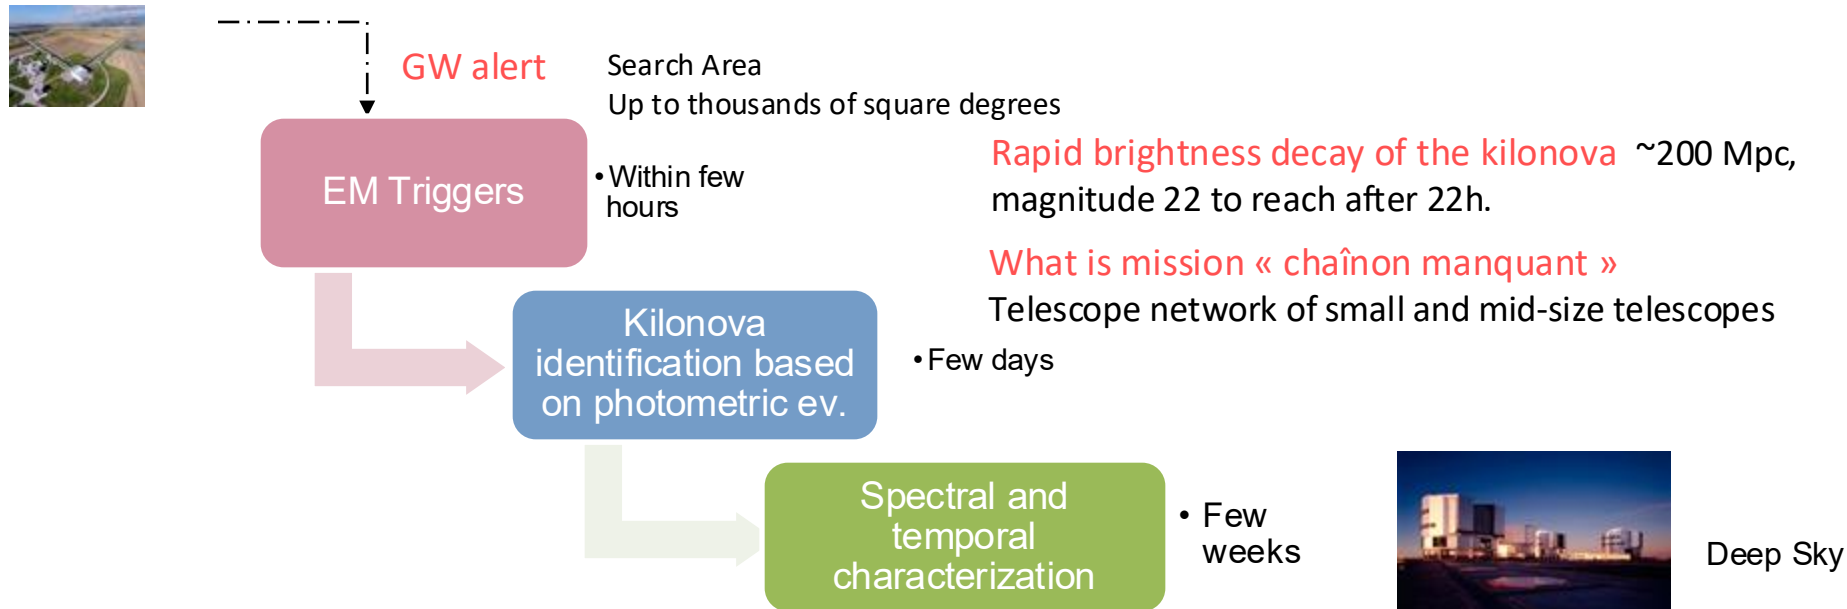 GW alert
Search Area
Up to thousands of square degrees
EM Triggers
• Within few
hours
Rapid brightness decay of the kilonova ~200 Mpc,
magnitude 22 to reach after 22h.
What is mission « chaînon manquant »
Telescope network of small and mid-size telescopes
Kilonova
identification based
on photometric ev.
• Few days
Spectral and
temporal
characterization
• Few
weeks
Deep Sky